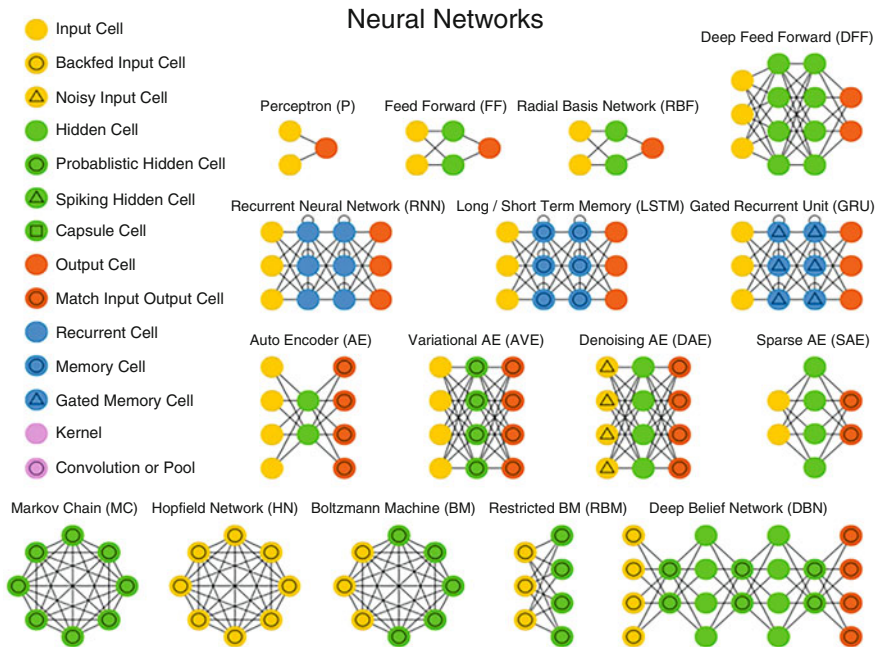 Neural Networks
Input Cell
Backfed Input Cell
Noisy Input Cell
Hidden Cell
Probablistic Hidden Cell
Spiking Hidden Cell
Capsule Cell
Output Cell
Match Input Output Cell
Recurrent Cell
Memory Cell
Gated Memory Cell
Kernel
Convolution or Pool
Deep Feed Forward (DFF)
Perceptron (P)
Feed Forward (FF)
Radial Basis Network (RBF)
Recurrent Neural Network (RNN)
Long / Short Term Memory (LSTM)
Gated Recurrent Unit (GRU)
Auto Encoder (AE)
Variational AE (AVE)
Denoising AE (DAE)
Sparse AE (SAE)
Markov Chain (MC)
Hopfield Network (HN)
Boltzmann Machine (BM)
Restricted BM (RBM)
Deep Belief Network (DBN)